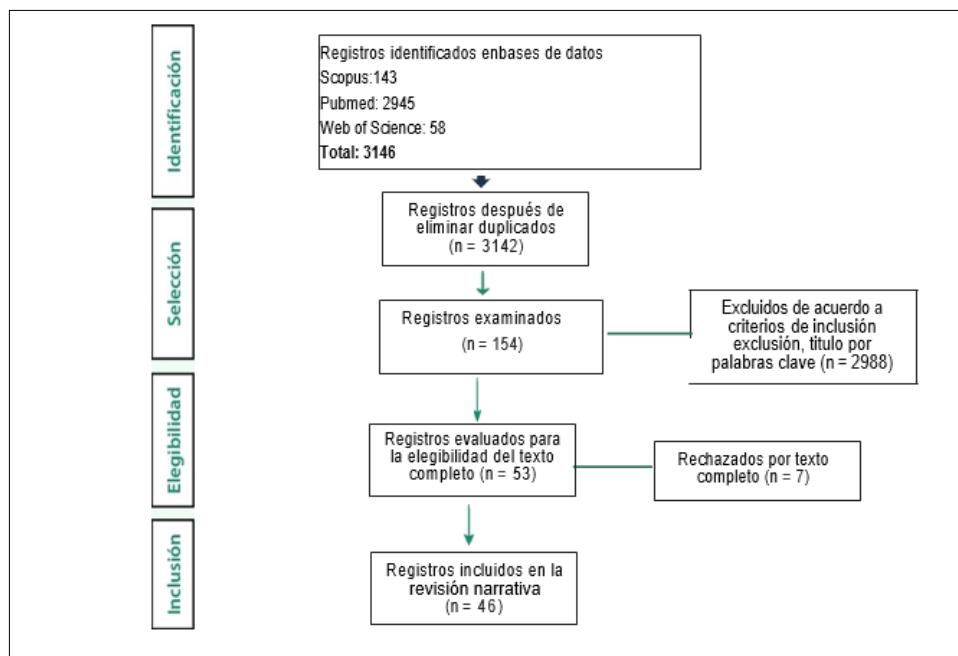 Identificación
Registros identificados enbases de datos
Scopus:143
Pubmed: 2945
Web of Science: 58
Total: 3146
Selección
Registros después de
eliminar duplicados
(n = 3142)
Registros examinados
(n = 154)
Excluidos de acuerdo a
criterios de inclusión
exclusión, titulo por
palabras clave (n = 2988)
Elegibilidad
Registros evaluados para
la elegibilidad del texto
completo (n = 53)
Rechazados por texto
completo (n = 7)
Inclusión
Registros incluidos en la
revisión narrativa
(n = 46)